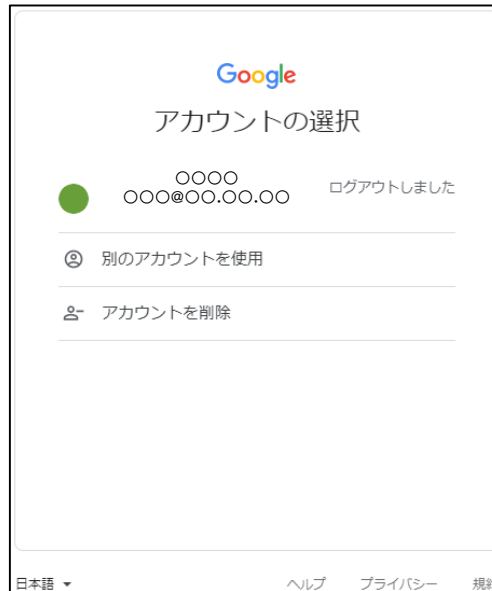 Google
アカウントの選択
○○○○
○○○@○○.○○.○○
ログアウトしました
別のアカウントを使用
アカウントを削除
日本語
ヘルプ
プライバシー
規約